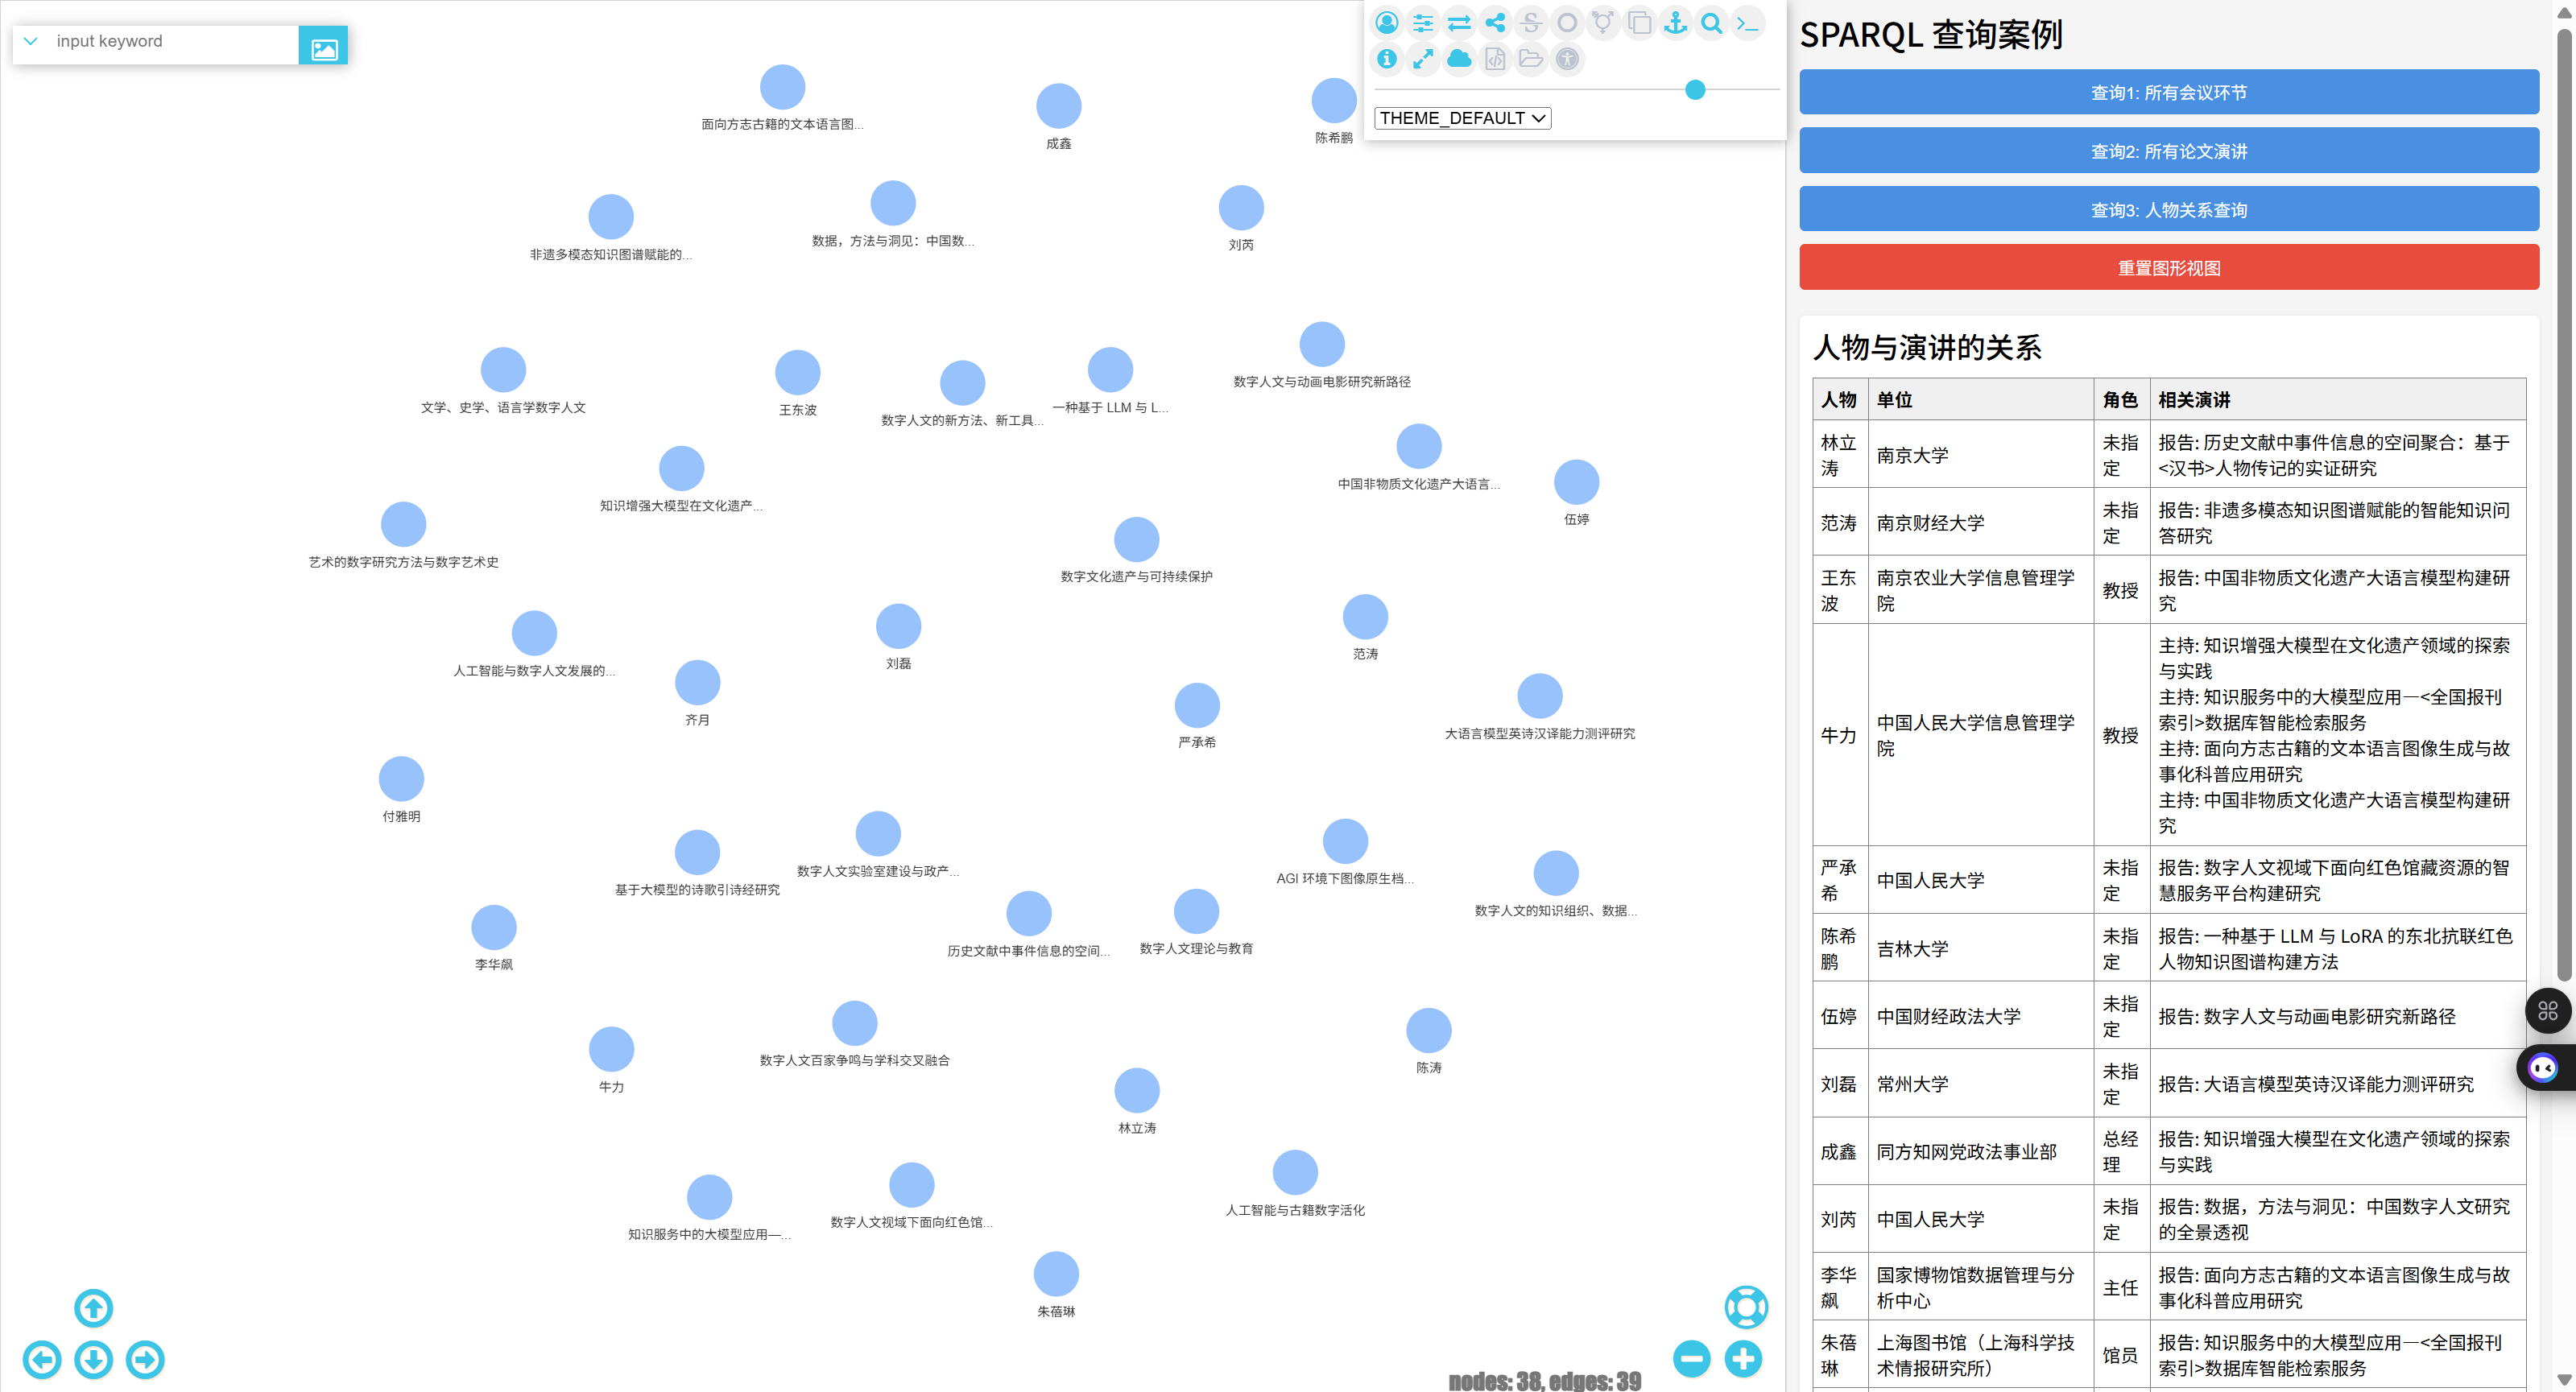 input keyword
THEME_DEFAULT
面向方志古籍的文本语言图...
成鑫
陈希鹏
非遗多模态知识图谱赋能的...
数据，方法与洞见：中国数...
刘芮
文学、史学、语言学数字人文
王东波
数字人文的新方法、新工具...
一种基于 LLM 与 L...
数字人文与动画电影研究新路径
知识增强大模型在文化遗产...
中国非物质文化遗产大语言...
伍婷
艺术的数字研究方法与数字艺术史
数字文化遗产与可持续保护
人工智能与数字人文发展的...
齐月
刘磊
范涛
严承希
大语言模型英诗汉译能力测评研究
付雅明
基于大模型的诗歌引诗经研究
数字人文实验室建设与政产...
AGI 环境下图像原生档...
数字人文的知识组织、数据...
李华飙
历史文献中事件信息的空间...
数字人文理论与教育
牛力
数字人文百家争鸣与学科交叉融合
陈涛
林立涛
知识服务中的大模型应用—...
数字人文视域下面向红色馆...
人工智能与古籍数字活化
朱蓓琳
nodes: 38, edges: 39
SPARQL 查询案例
查询1: 所有会议环节
查询2: 所有论文演讲
查询3: 人物关系查询
重置图形视图
人物与演讲的关系
人物 单位 角色 相关演讲
林立
涛
南京大学
未指
定
报告: 历史文献中事件信息的空间聚合：基于
<汉书>人物传记的实证研究
范涛
南京财经大学
未指
定
报告: 非遗多模态知识图谱赋能的智能知识问
答研究
王东
波
南京农业大学信息管理学
院
教授
报告: 中国非物质文化遗产大语言模型构建研
究
牛力
中国人民大学信息管理学
院
教授
主持: 知识增强大模型在文化遗产领域的探索
与实践
主持: 知识服务中的大模型应用—<全国报刊
索引>数据库智能检索服务
主持: 面向方志古籍的文本语言图像生成与故
事化科普应用研究
主持: 中国非物质文化遗产大语言模型构建研
究
严承
希
中国人民大学
未指
定
报告: 数字人文视域下面向红色馆藏资源的智
慧服务平台构建研究
陈希
鹏
吉林大学
未指
定
报告: 一种基于 LLM 与 LoRA 的东北抗联红色
人物知识图谱构建方法
伍婷
中国财经政法大学
未指
定
报告: 数字人文与动画电影研究新路径
刘磊
常州大学
未指
定
报告: 大语言模型英诗汉译能力测评研究
成鑫
同方知网党政法事业部
总经
理
报告: 知识增强大模型在文化遗产领域的探索
与实践
刘芮
中国人民大学
未指
定
报告: 数据，方法与洞见：中国数字人文研究
的全景透视
李华
飙
国家博物馆数据管理与分
析中心
主任
报告: 面向方志古籍的文本语言图像生成与故
事化科普应用研究
朱蓓
琳
上海图书馆（上海科学技
术情报研究所）
馆员
报告: 知识服务中的大模型应用—<全国报刊
索引>数据库智能检索服务